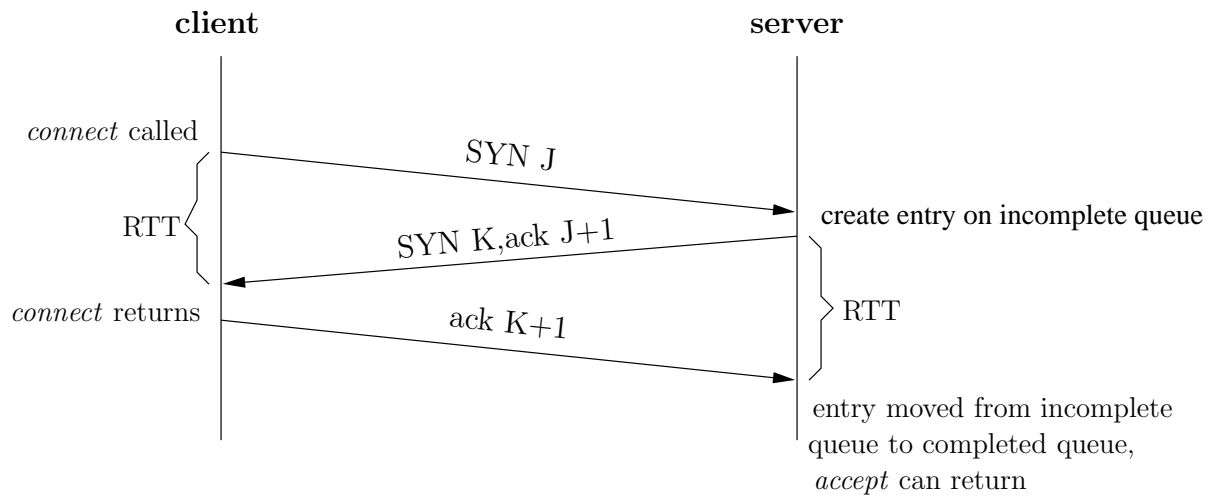 client
server
connect called
SYN J
create entry on incomplete queue
RTT
SYN K,ack J+1
connect returns
ack K+1
RTT
entry moved from incomplete
queue to completed queue,
accept can return